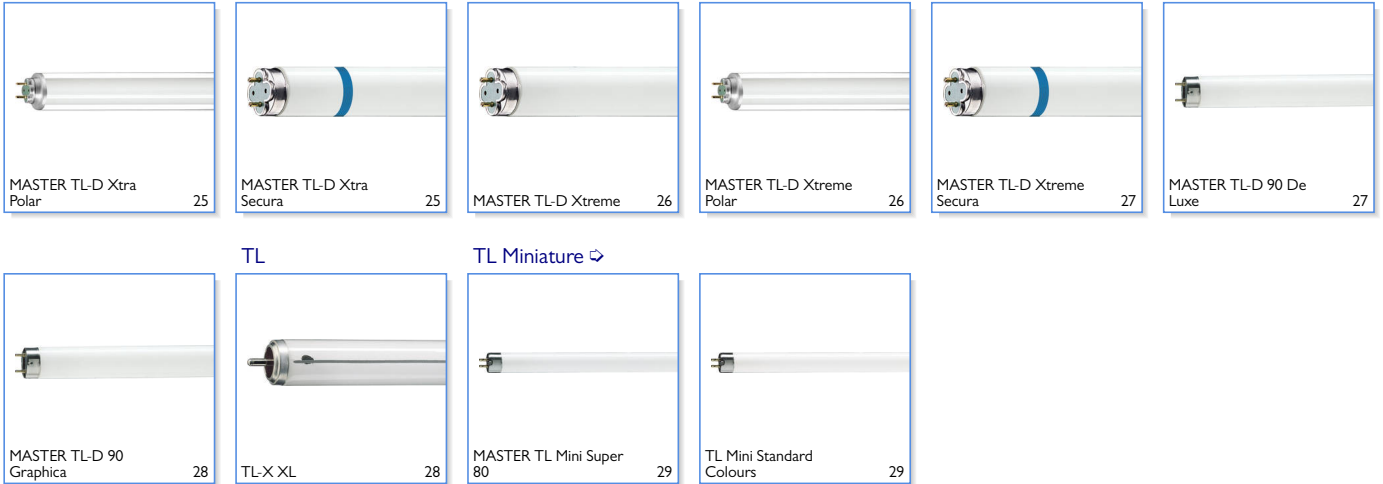 MASTER TL-D Xtra
Polar 25
MASTER TL-D Xtra
Secura 25
MASTER TL-D Xtreme 26
MASTER TL-D Xtreme
Polar 26
MASTER TL-D Xtreme
Secura 27
MASTER TL-D 90 De
Luxe 27
TL
TL Miniature ➪
MASTER TL-D 90
Graphica 28
TL-X XL 28
MASTER TL Mini Super
80 29
TL Mini Standard
Colours 29